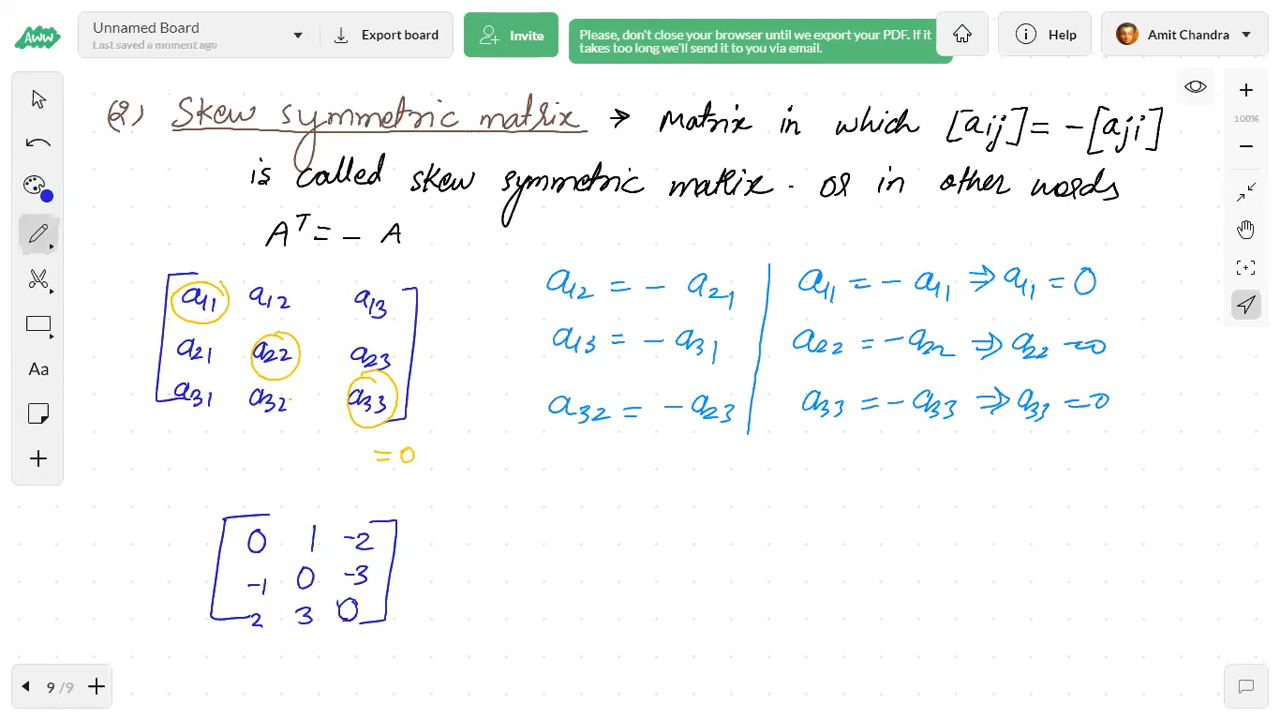 AWW
Unnamed Board
Last saved a moment ago
Export board
Invite
Please, don't close your browser until we export your PDF. If it
takes too long we'll send it to you via email.
Help
Amit Chandra
100%
Aa
(2) Skew symmetric matrix → Matrix in which [aij] = -[aji]
is called skew symmetric matrix. or in other words
Aᵀ = - A
a11 a12 a13
a21 a22 a23
a31 a32 a33
= 0
a12 = - a21
a13 = - a31
a32 = - a23
a11 = - a11 ⇒ a11 = 0
a22 = - a22 ⇒ a22 = 0
a33 = - a33 ⇒ a33 = 0
0 1 -2
-1 0 -3
2 3 0
9 /9